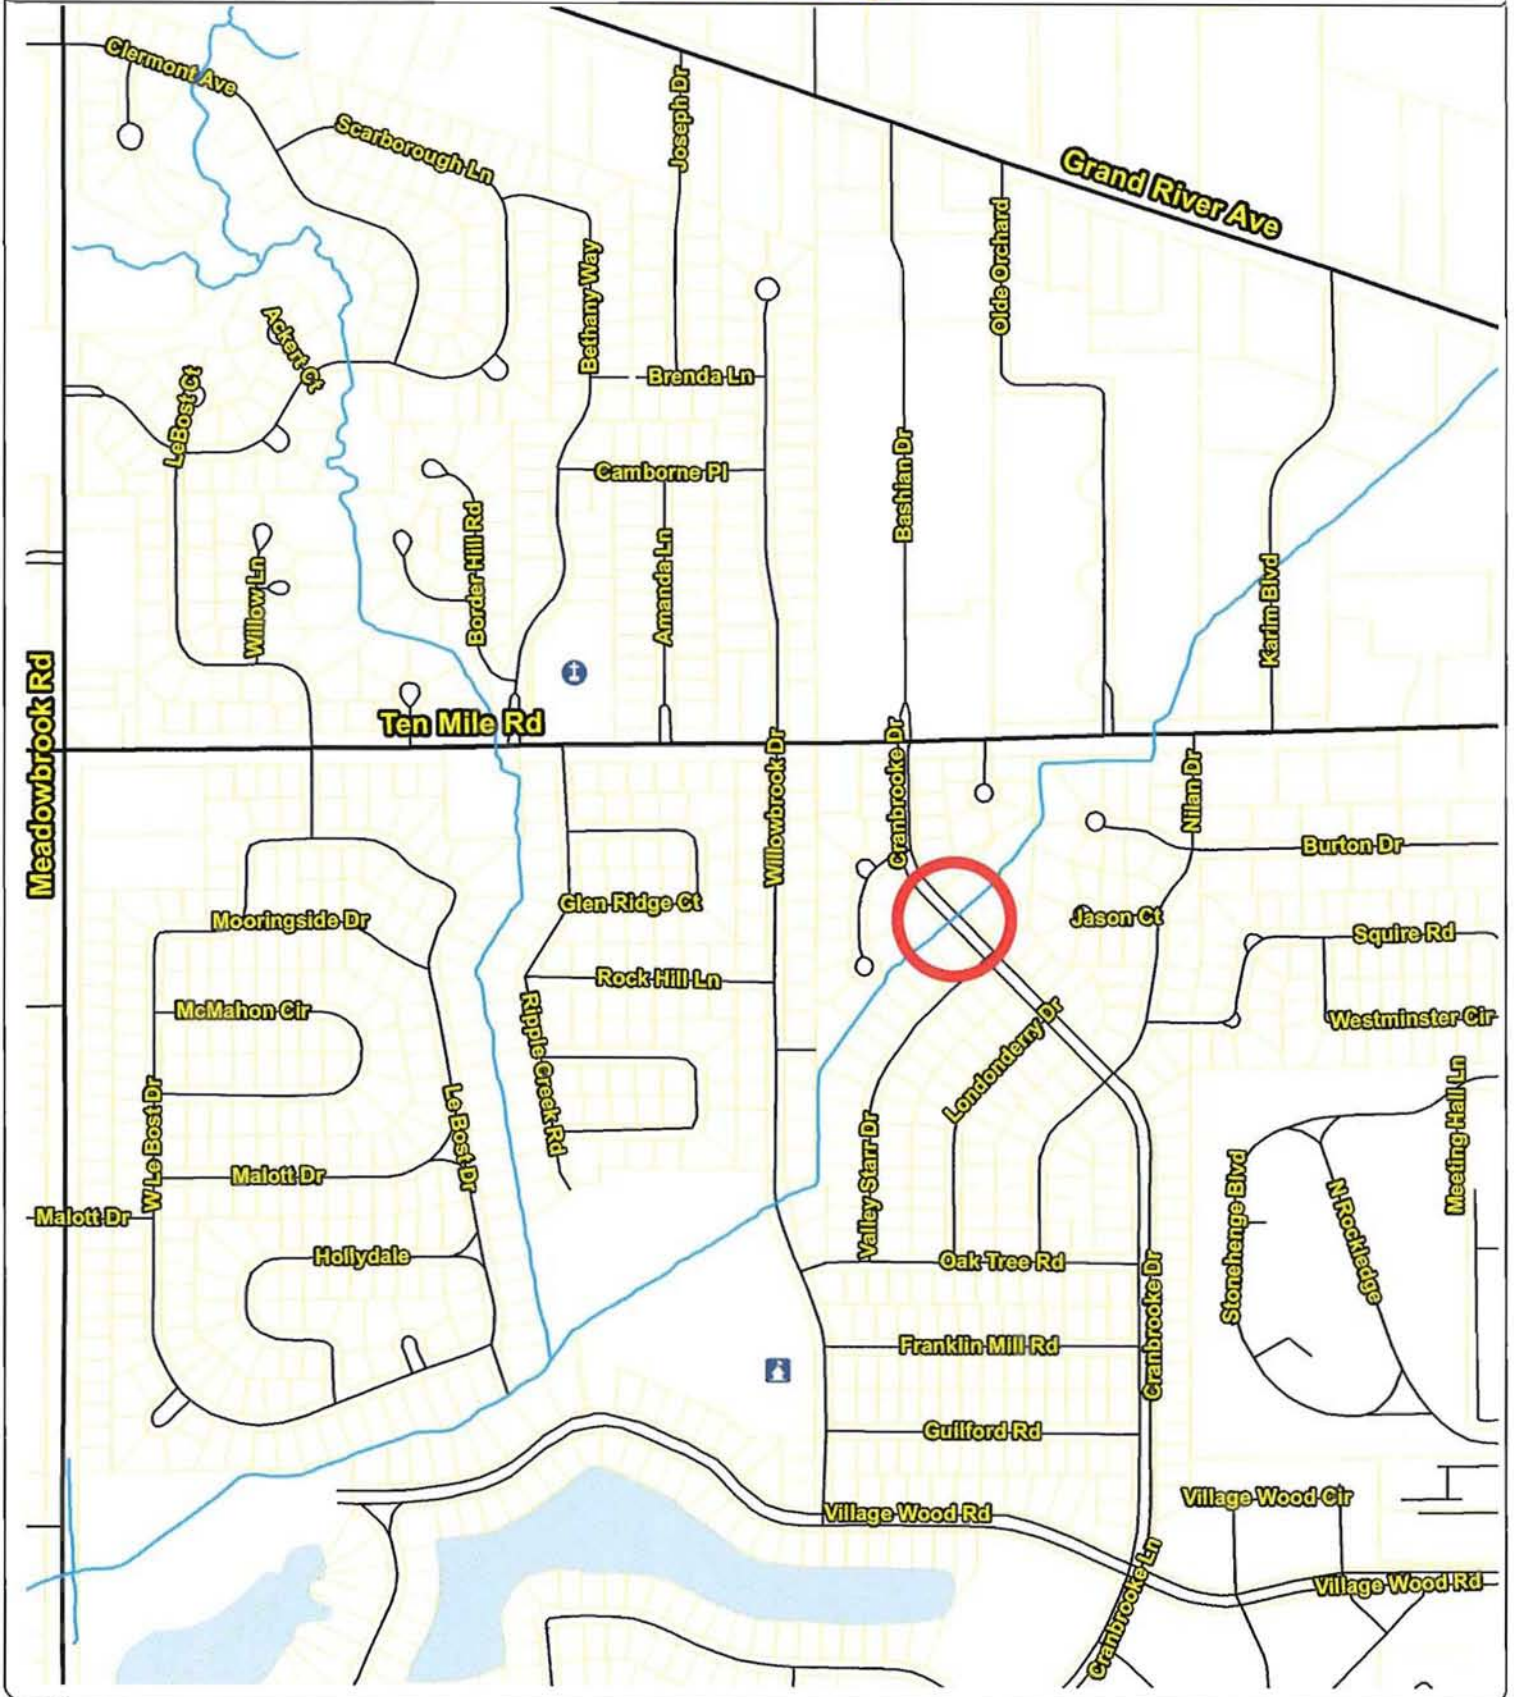 Clermont Ave
Scarborough Ln
Joseph Dr
Grand River Ave
Olde Orchard
Bethany Way
Ackert Ct
LeBost Ct
Brenda Ln
Camborne Pl
Bashian Dr
Border Hill Rd
Amanda Ln
Willow Ln
Karim Blvd
Meadowbrook Rd
Ten Mile Rd
Willowbrook Dr
Cranbrooke Dr
Nilan Dr
Burton Dr
Glen Ridge Ct
Jason Ct
Mooringside Dr
Squire Rd
Rock Hill Ln
McMahon Cir
Ripple Creek Rd
Londonderry Dr
Westminster Cir
Meeting Hall Ln
W Le Bost Dr
Le Bost Dr
Valley Starr Dr
Malott Dr
Malott Dr
Stonehenge Blvd
N Rockledge
Hollydale
Oak Tree Rd
Cranbrooke Dr
Franklin Mill Rd
Guilford Rd
Village Wood Rd
Village Wood Cir
Cranbrooke Ln
Village Wood Rd